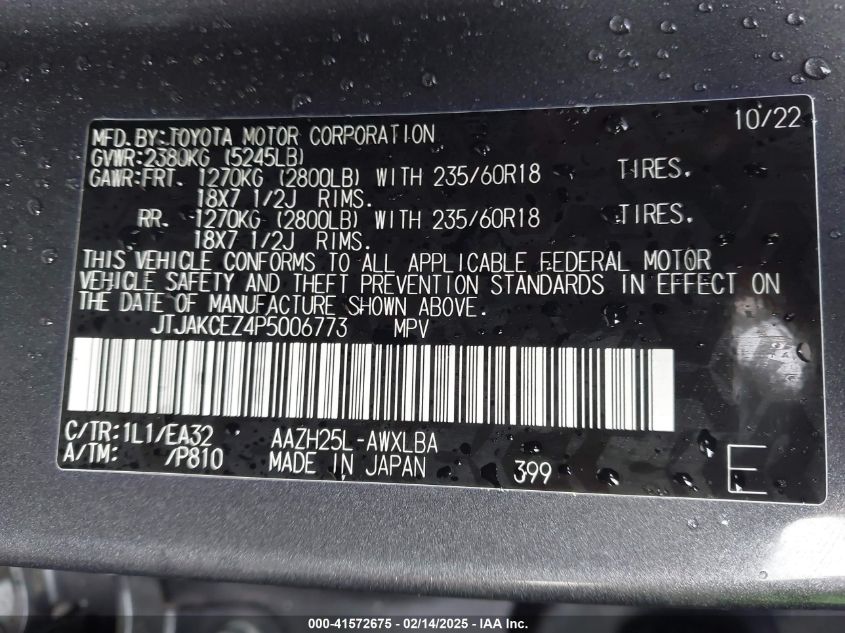 10/22
MFD. BY: TOYOTA MOTOR CORPORATION
GVWR: 2380KG (5245LB)
GAWR: FRT. 1270KG (2800LB) WITH 235/60R18 TIRES.
18X7 1/2J RIMS.
RR. 1270KG (2800LB) WITH 235/60R18 TIRES.
18X7 1/2J RIMS.
THIS VEHICLE CONFORMS TO ALL APPLICABLE FEDERAL MOTOR
VEHICLE SAFETY AND THEFT PREVENTION STANDARDS IN EFFECT ON
THE DATE OF MANUFACTURE SHOWN ABOVE.
JTJAKCEZ4P5006773 MPV
C/TR: 1L1/EA32 AAZH25L-AWXLBA
A/TM: /P810 MADE IN JAPAN 399 E
000-41572675 - 02/14/2025 - IAA Inc.